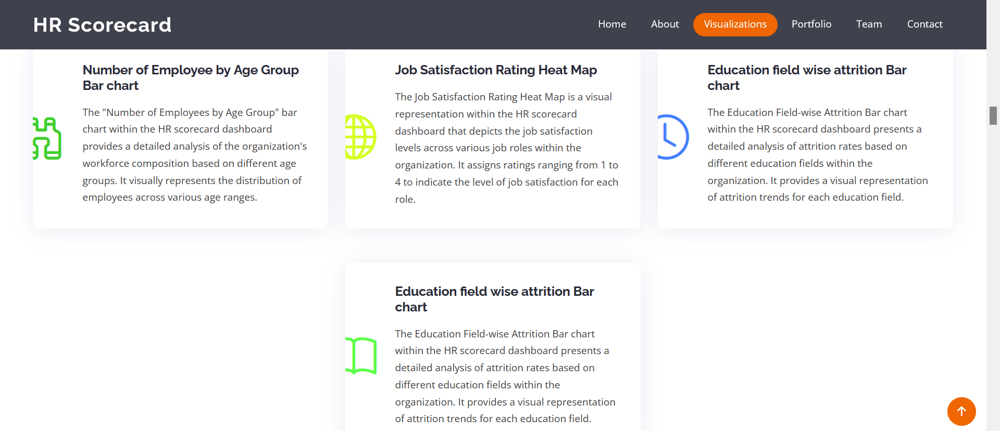 HR Scorecard
Home About Visualizations Portfolio Team Contact
Number of Employee by Age Group
Bar chart
The "Number of Employees by Age Group" bar
chart within the HR scorecard dashboard
provides a detailed analysis of the organization's
workforce composition based on different age
groups. It visually represents the distribution of
employees across various age ranges.
Job Satisfaction Rating Heat Map
The Job Satisfaction Rating Heat Map is a visual
representation within the HR scorecard
dashboard that depicts the job satisfaction
levels across various job roles within the
organization. It assigns ratings ranging from 1 to
4 to indicate the level of job satisfaction for each
role.
Education field wise attrition Bar
chart
The Education Field-wise Attrition Bar chart
within the HR scorecard dashboard presents a
detailed analysis of attrition rates based on
different education fields within the
organization. It provides a visual representation
of attrition trends for each education field.
Education field wise attrition Bar
chart
The Education Field-wise Attrition Bar chart
within the HR scorecard dashboard presents a
detailed analysis of attrition rates based on
different education fields within the
organization. It provides a visual representation
of attrition trends for each education field.